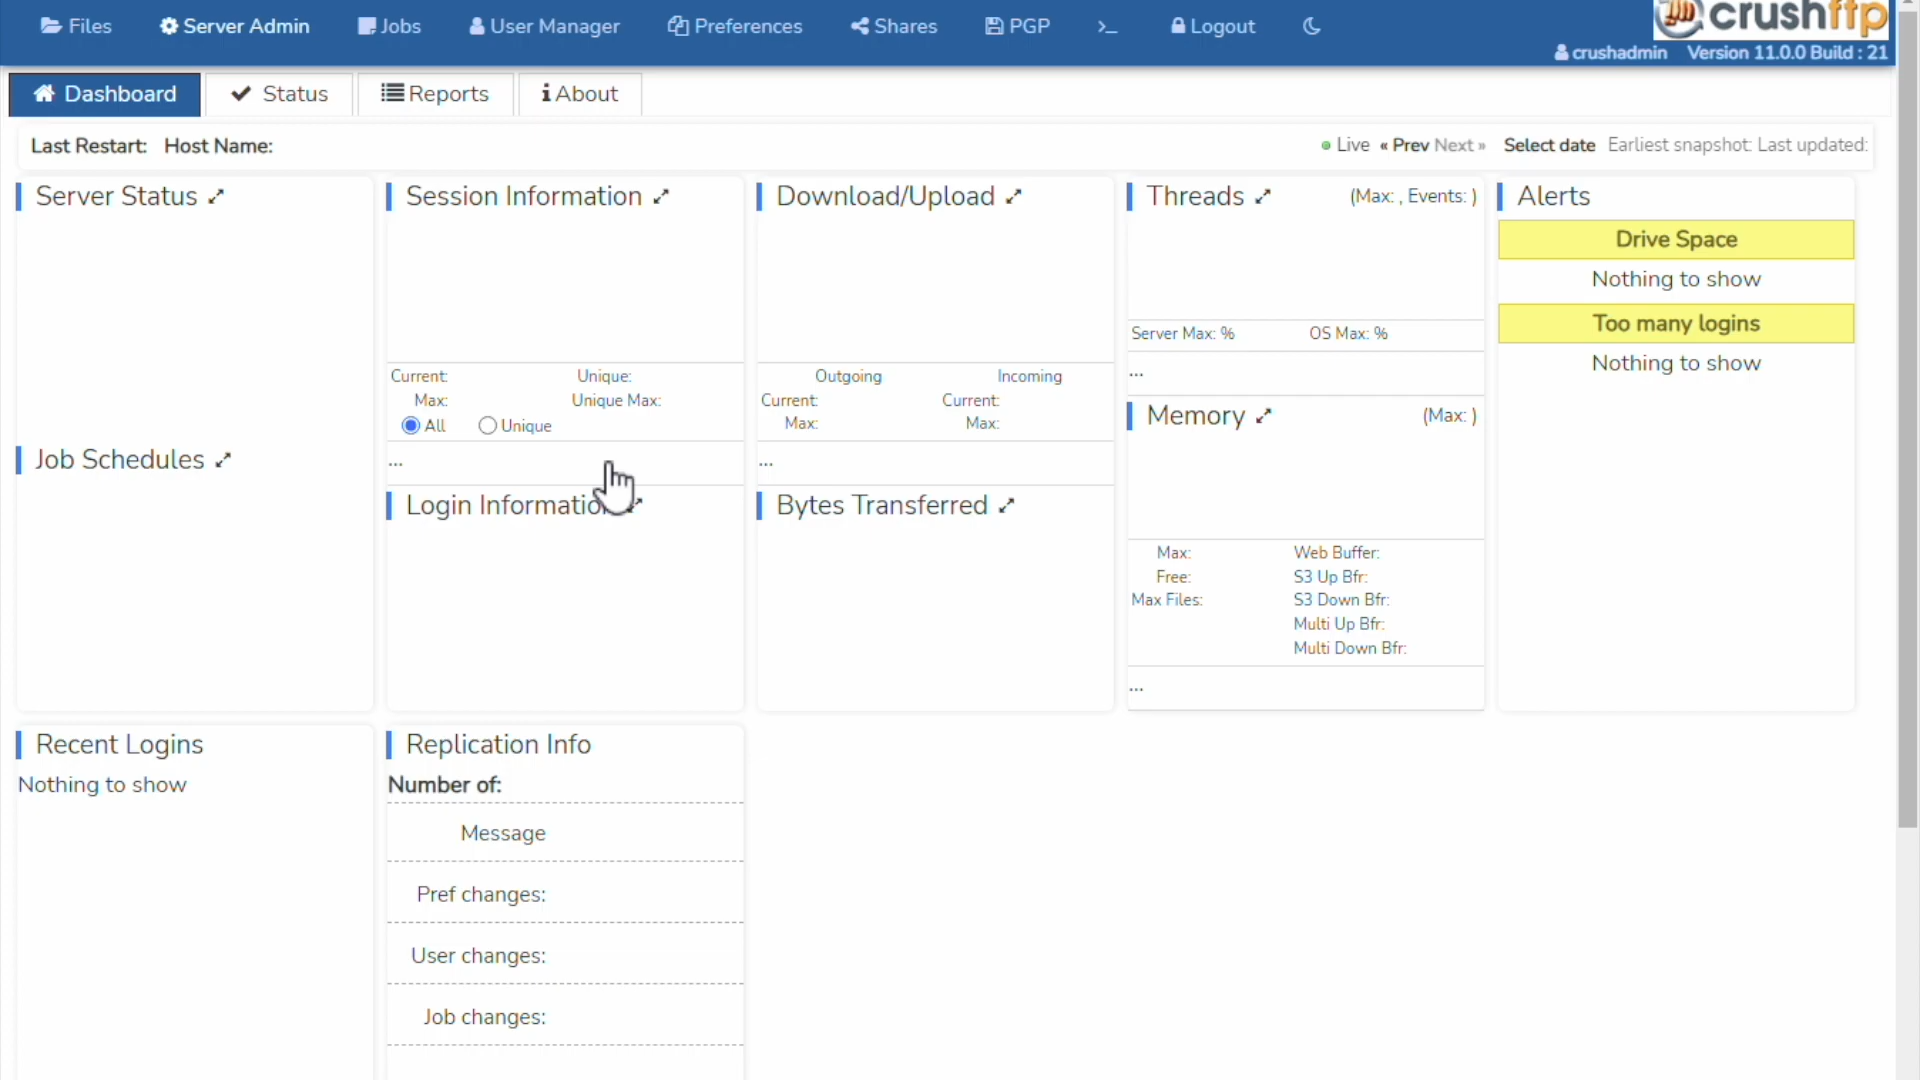 Files Server Admin Jobs User Manager Preferences Shares PGP >_ Logout
crushftp
crushadmin Version 11.0.0 Build : 21
Dashboard Status Reports About
Last Restart: Host Name:
Live « Prev Next » Select date Earliest snapshot: Last updated:
Server Status
Job Schedules
Session Information
Current: Unique:
Max: Unique Max:
All Unique
...
Login Information
Download/Upload
Outgoing Incoming
Current: Current:
Max: Max:
...
Bytes Transferred
Threads (Max: , Events: )
Server Max: % OS Max: %
...
Memory (Max: )
Max: Web Buffer:
Free: S3 Up Bfr:
Max Files: S3 Down Bfr:
Multi Up Bfr:
Multi Down Bfr:
...
Alerts
Drive Space
Nothing to show
Too many logins
Nothing to show
Recent Logins
Nothing to show
Replication Info
Number of:
Message
Pref changes:
User changes:
Job changes: